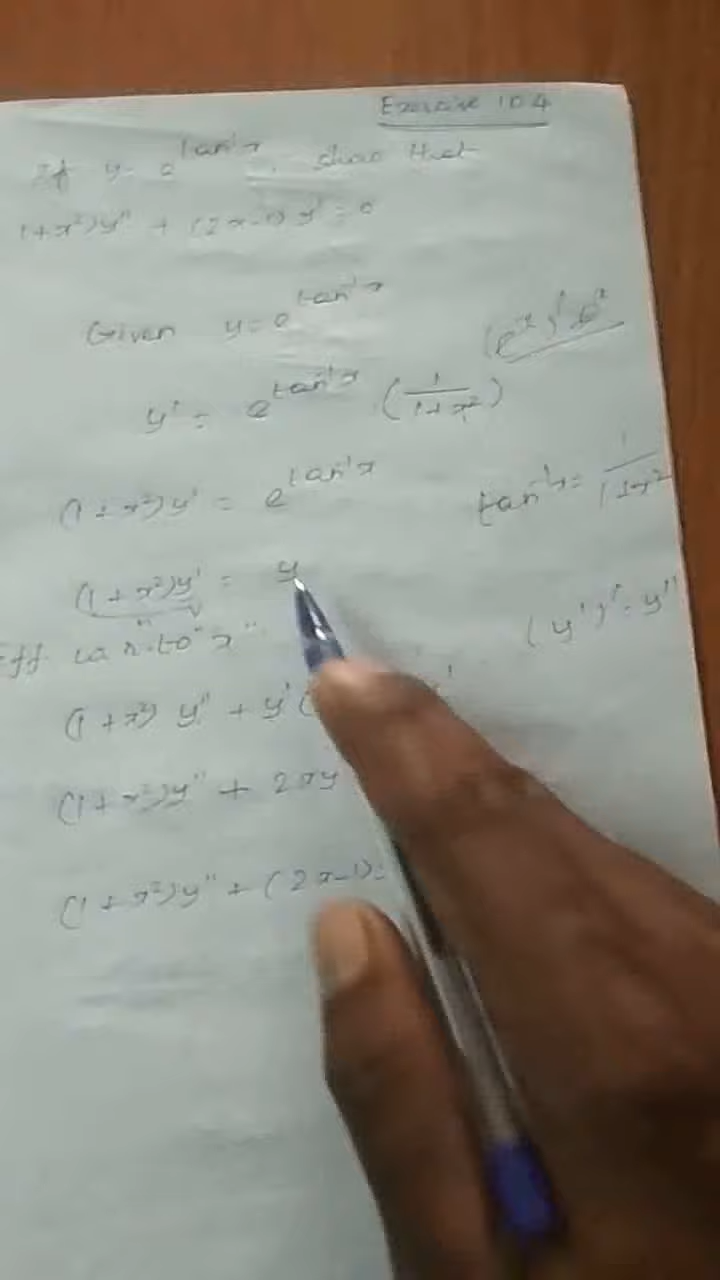 Exercise 10.4
If y = e^tan⁻¹x, show that
1+x²)y'' + (2x-1) y' = 0
Given y = e^tan⁻¹x
(e^x)' = e^x
y' = e^tan⁻¹x (1/1+x²)
(1+x²)y' = e^tan⁻¹x
tan⁻¹x = 1/1+x²
(1+x²)y' = y
(y')' = y''
w.r.to "x"
(1+x²) y'' + y'(
(1+x²)y'' + 2xy
(1+x²)y'' + (2x-1)=